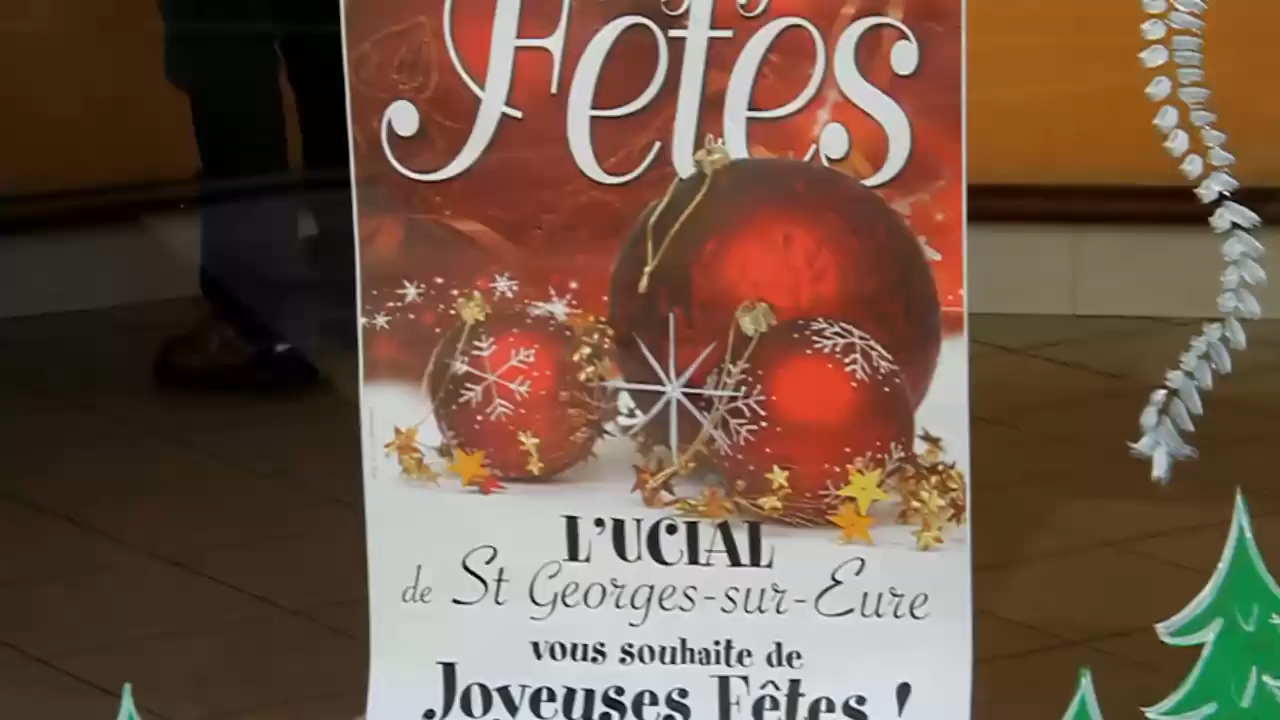 Fêtes
L'UCIAL
de St Georges-sur-Eure
vous souhaite de
Joyeuses Fêtes !